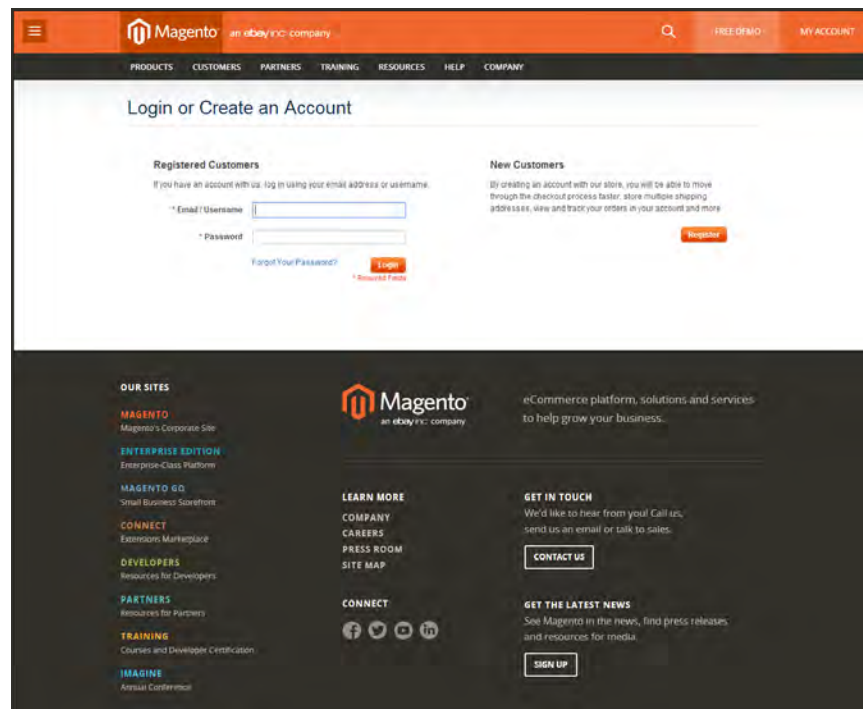 Magento an ebay inc company
FREE DEMO
MY ACCOUNT
PRODUCTS CUSTOMERS PARTNERS TRAINING RESOURCES HELP COMPANY
Login or Create an Account
Registered Customers
If you have an account with us, log in using your email address or username.
* Email / Username
* Password
Forgot Your Password?
Login
* Required Fields
New Customers
By creating an account with our store, you will be able to move
through the checkout process faster, store multiple shipping
addresses, view and track your orders in your account and more.
Register
OUR SITES
MAGENTO
Magento's Corporate Site
ENTERPRISE EDITION
Enterprise-Class Platform
MAGENTO GO
Small Business Storefront
CONNECT
Extensions Marketplace
DEVELOPERS
Resources for Developers
PARTNERS
Resources for Partners
TRAINING
Courses and Developer Certification
IMAGINE
Annual Conference
Magento
an ebay inc company
eCommerce platform, solutions and services
to help grow your business.
LEARN MORE
COMPANY
CAREERS
PRESS ROOM
SITE MAP
CONNECT
GET IN TOUCH
We'd like to hear from you! Call us,
send us an email or talk to sales.
CONTACT US
GET THE LATEST NEWS
See Magento in the news, find press releases
and resources for media.
SIGN UP